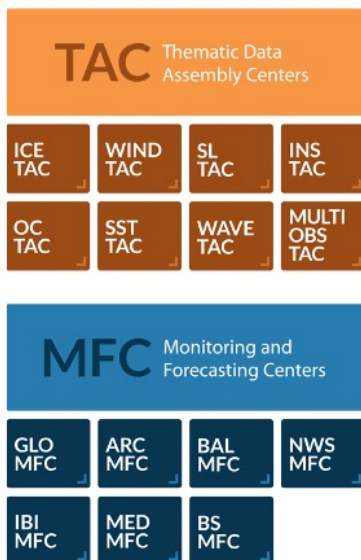 TAC Thematic Data
Assembly Centers
ICE
TAC
WIND
TAC
SL
TAC
INS
TAC
OC
TAC
SST
TAC
WAVE
TAC
MULTI
OBS
TAC
MFC Monitoring and
Forecasting Centers
GLO
MFC
ARC
MFC
BAL
MFC
NWS
MFC
IBI
MFC
MED
MFC
BS
MFC